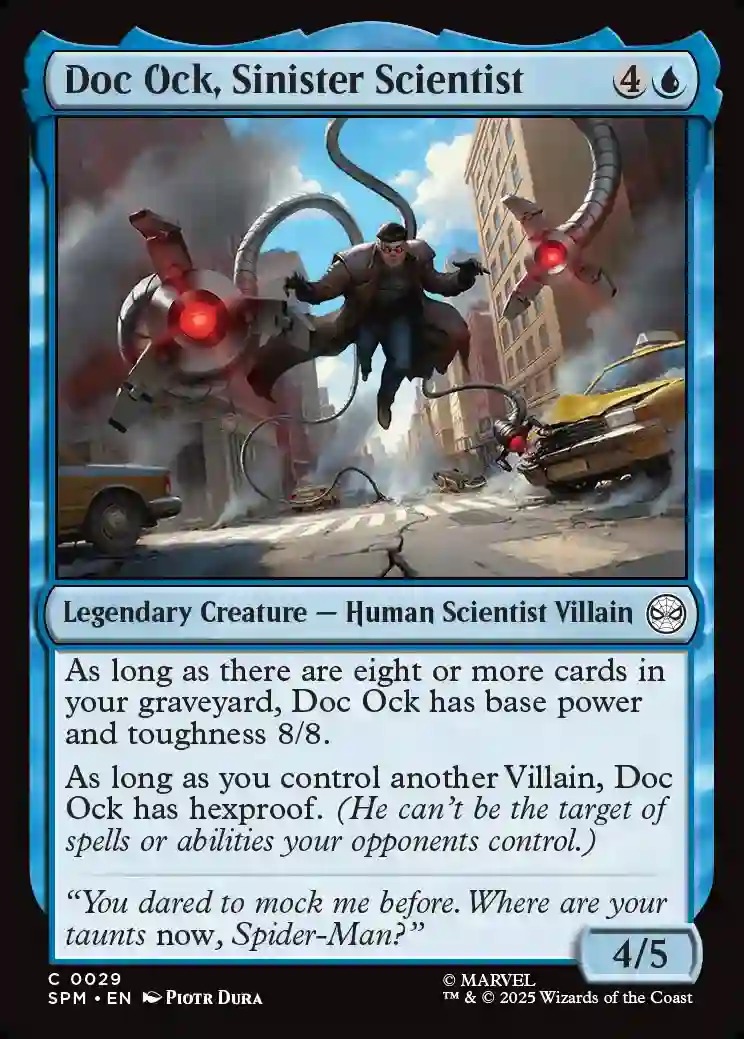 Doc Ock, Sinister Scientist 4
Legendary Creature — Human Scientist Villain
As long as there are eight or more cards in
your graveyard, Doc Ock has base power
and toughness 8/8.
As long as you control another Villain, Doc
Ock has hexproof. (He can't be the target of
spells or abilities your opponents control.)
“You dared to mock me before. Where are your
taunts now, Spider-Man?”
4/5
C 0029
SPM • EN Piotr Dura
© MARVEL
™ & © 2025 Wizards of the Coast